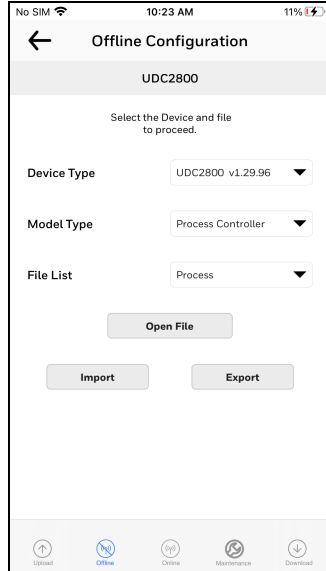 No SIM 10:23 AM 11%
Offline Configuration
UDC2800
Select the Device and file
to proceed.
Device Type UDC2800 v1.29.96
Model Type Process Controller
File List Process
Open File
Import Export
Upload Offline Online Maintenance Download